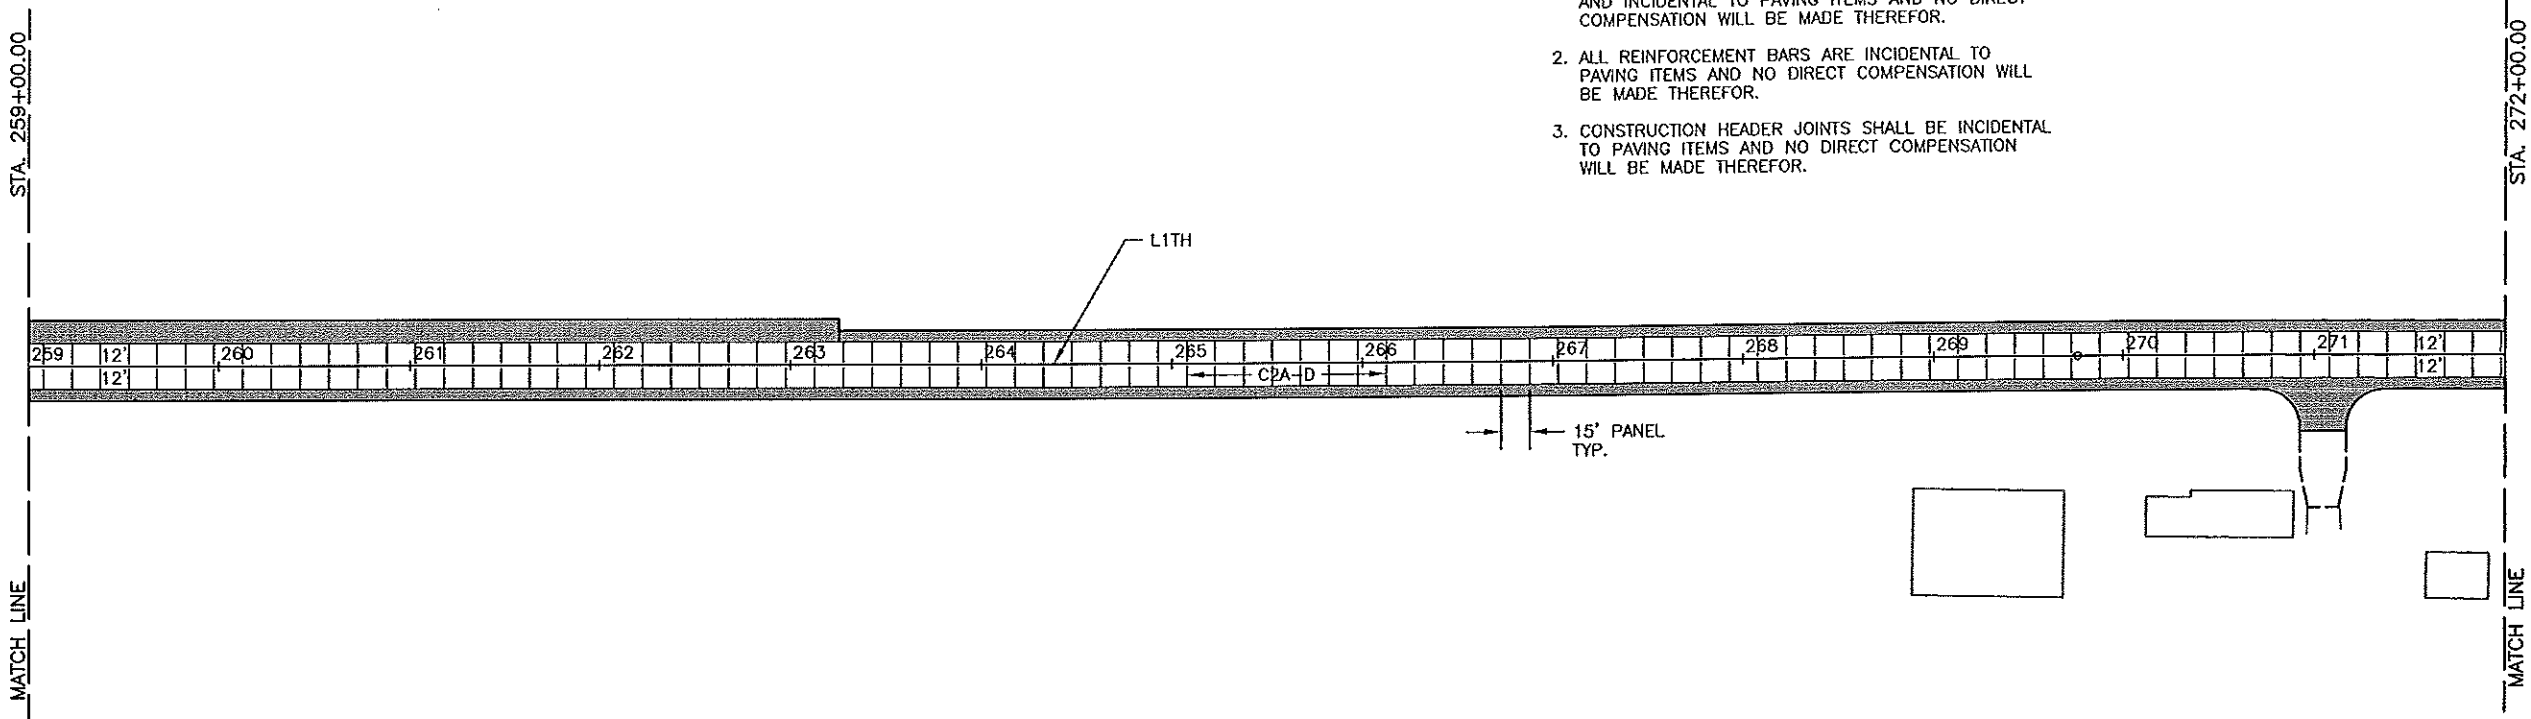 AND INCIDENTAL TO PAVING ITEMS AND NO DIRECT
COMPENSATION WILL BE MADE THEREFOR.
2. ALL REINFORCEMENT BARS ARE INCIDENTAL TO
PAVING ITEMS AND NO DIRECT COMPENSATION WILL
BE MADE THEREFOR.
3. CONSTRUCTION HEADER JOINTS SHALL BE INCIDENTAL
TO PAVING ITEMS AND NO DIRECT COMPENSATION
WILL BE MADE THEREFOR.
STA. 259+00.00
STA. 272+00.00
L1TH
259 12' 260 261 262 263 264 265 266 267 268 269 270 271 12'
12' C2A-D 12'
15' PANEL
TYP.
MATCH LINE
MATCH LINE